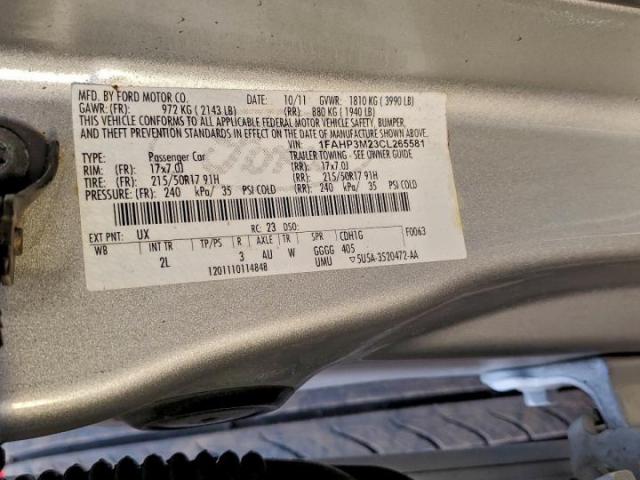 MFD. BY FORD MOTOR CO. DATE: 10/11 GVWR: 1810 KG ( 3990 LB)
GAWR: (FR): 972 KG ( 2143 LB) (RR): 880 KG ( 1940 LB)
THIS VEHICLE CONFORMS TO ALL APPLICABLE FEDERAL MOTOR VEHICLE SAFETY, BUMPER,
AND THEFT PREVENTION STANDARDS IN EFFECT ON THE DATE OF MANUFACTURE SHOWN ABOVE.
VIN: 1FAHP3M23CL265581
TYPE: Passenger Car TRAILER TOWING - SEE OWNER GUIDE
RIM: (FR): 17x7.0J (RR): 17x7.0J
TIRE: (FR): 215/50R17 91H (RR): 215/50R17 91H
PRESSURE: (FR): 240 kPa/ 35 PSI COLD (RR): 240 kPa/ 35 PSI COLD
EXT PNT: UX RC: 23 DSO: F0063
WB INT TR TP/PS R AXLE TR SPR CDH1G
2L 3 AU W GGGG 405
1201110114848 UMU ▽5U5A-3520472-AA